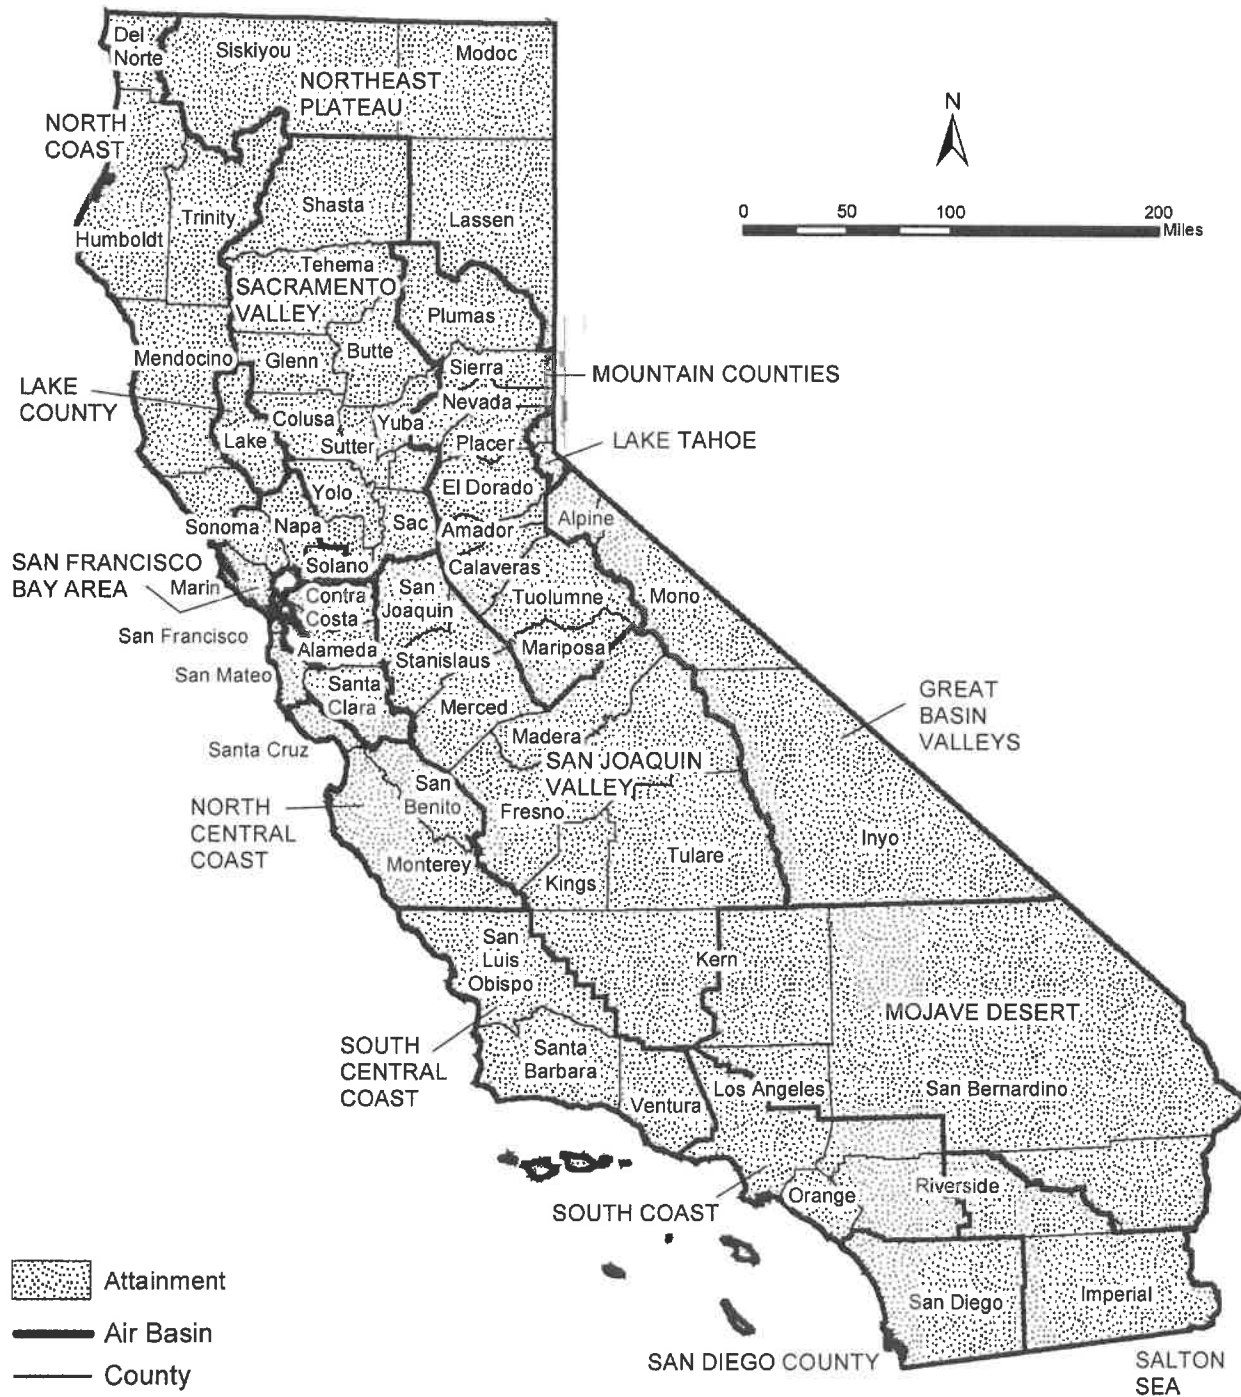 Del
Norte
Siskiyou
Modoc
NORTHEAST
PLATEAU
N
NORTH
COAST
Trinity
Shasta
Lassen
0 50 100 200
Miles
Humboldt
Tehema
SACRAMENTO
VALLEY
Plumas
Mendocino
Glenn
Butte
Sierra
MOUNTAIN COUNTIES
LAKE
COUNTY
Nevada
Colusa
Yuba
Lake
Sutter
Placer
LAKE TAHOE
Yolo
El Dorado
Sonoma
Napa
Sac
Amador
Alpine
SAN FRANCISCO
BAY AREA
Solano
Calaveras
Marin
Contra
Costa
San
Joaquin
Tuolumne
Mono
San Francisco
Alameda
Stanislaus
Mariposa
San Mateo
Santa
Clara
Merced
GREAT
BASIN
VALLEYS
Santa Cruz
Madera
SAN JOAQUIN
VALLEY
San
Benito
NORTH
CENTRAL
COAST
Fresno
Inyo
Monterey
Kings
Tulare
San
Luis
Obispo
Kern
MOJAVE DESERT
SOUTH
CENTRAL
COAST
Santa
Barbara
Los Angeles
San Bernardino
Ventura
SOUTH COAST
Orange
Riverside
Attainment
San Diego
Imperial
Air Basin
SAN DIEGO COUNTY
SALTON
SEA
County